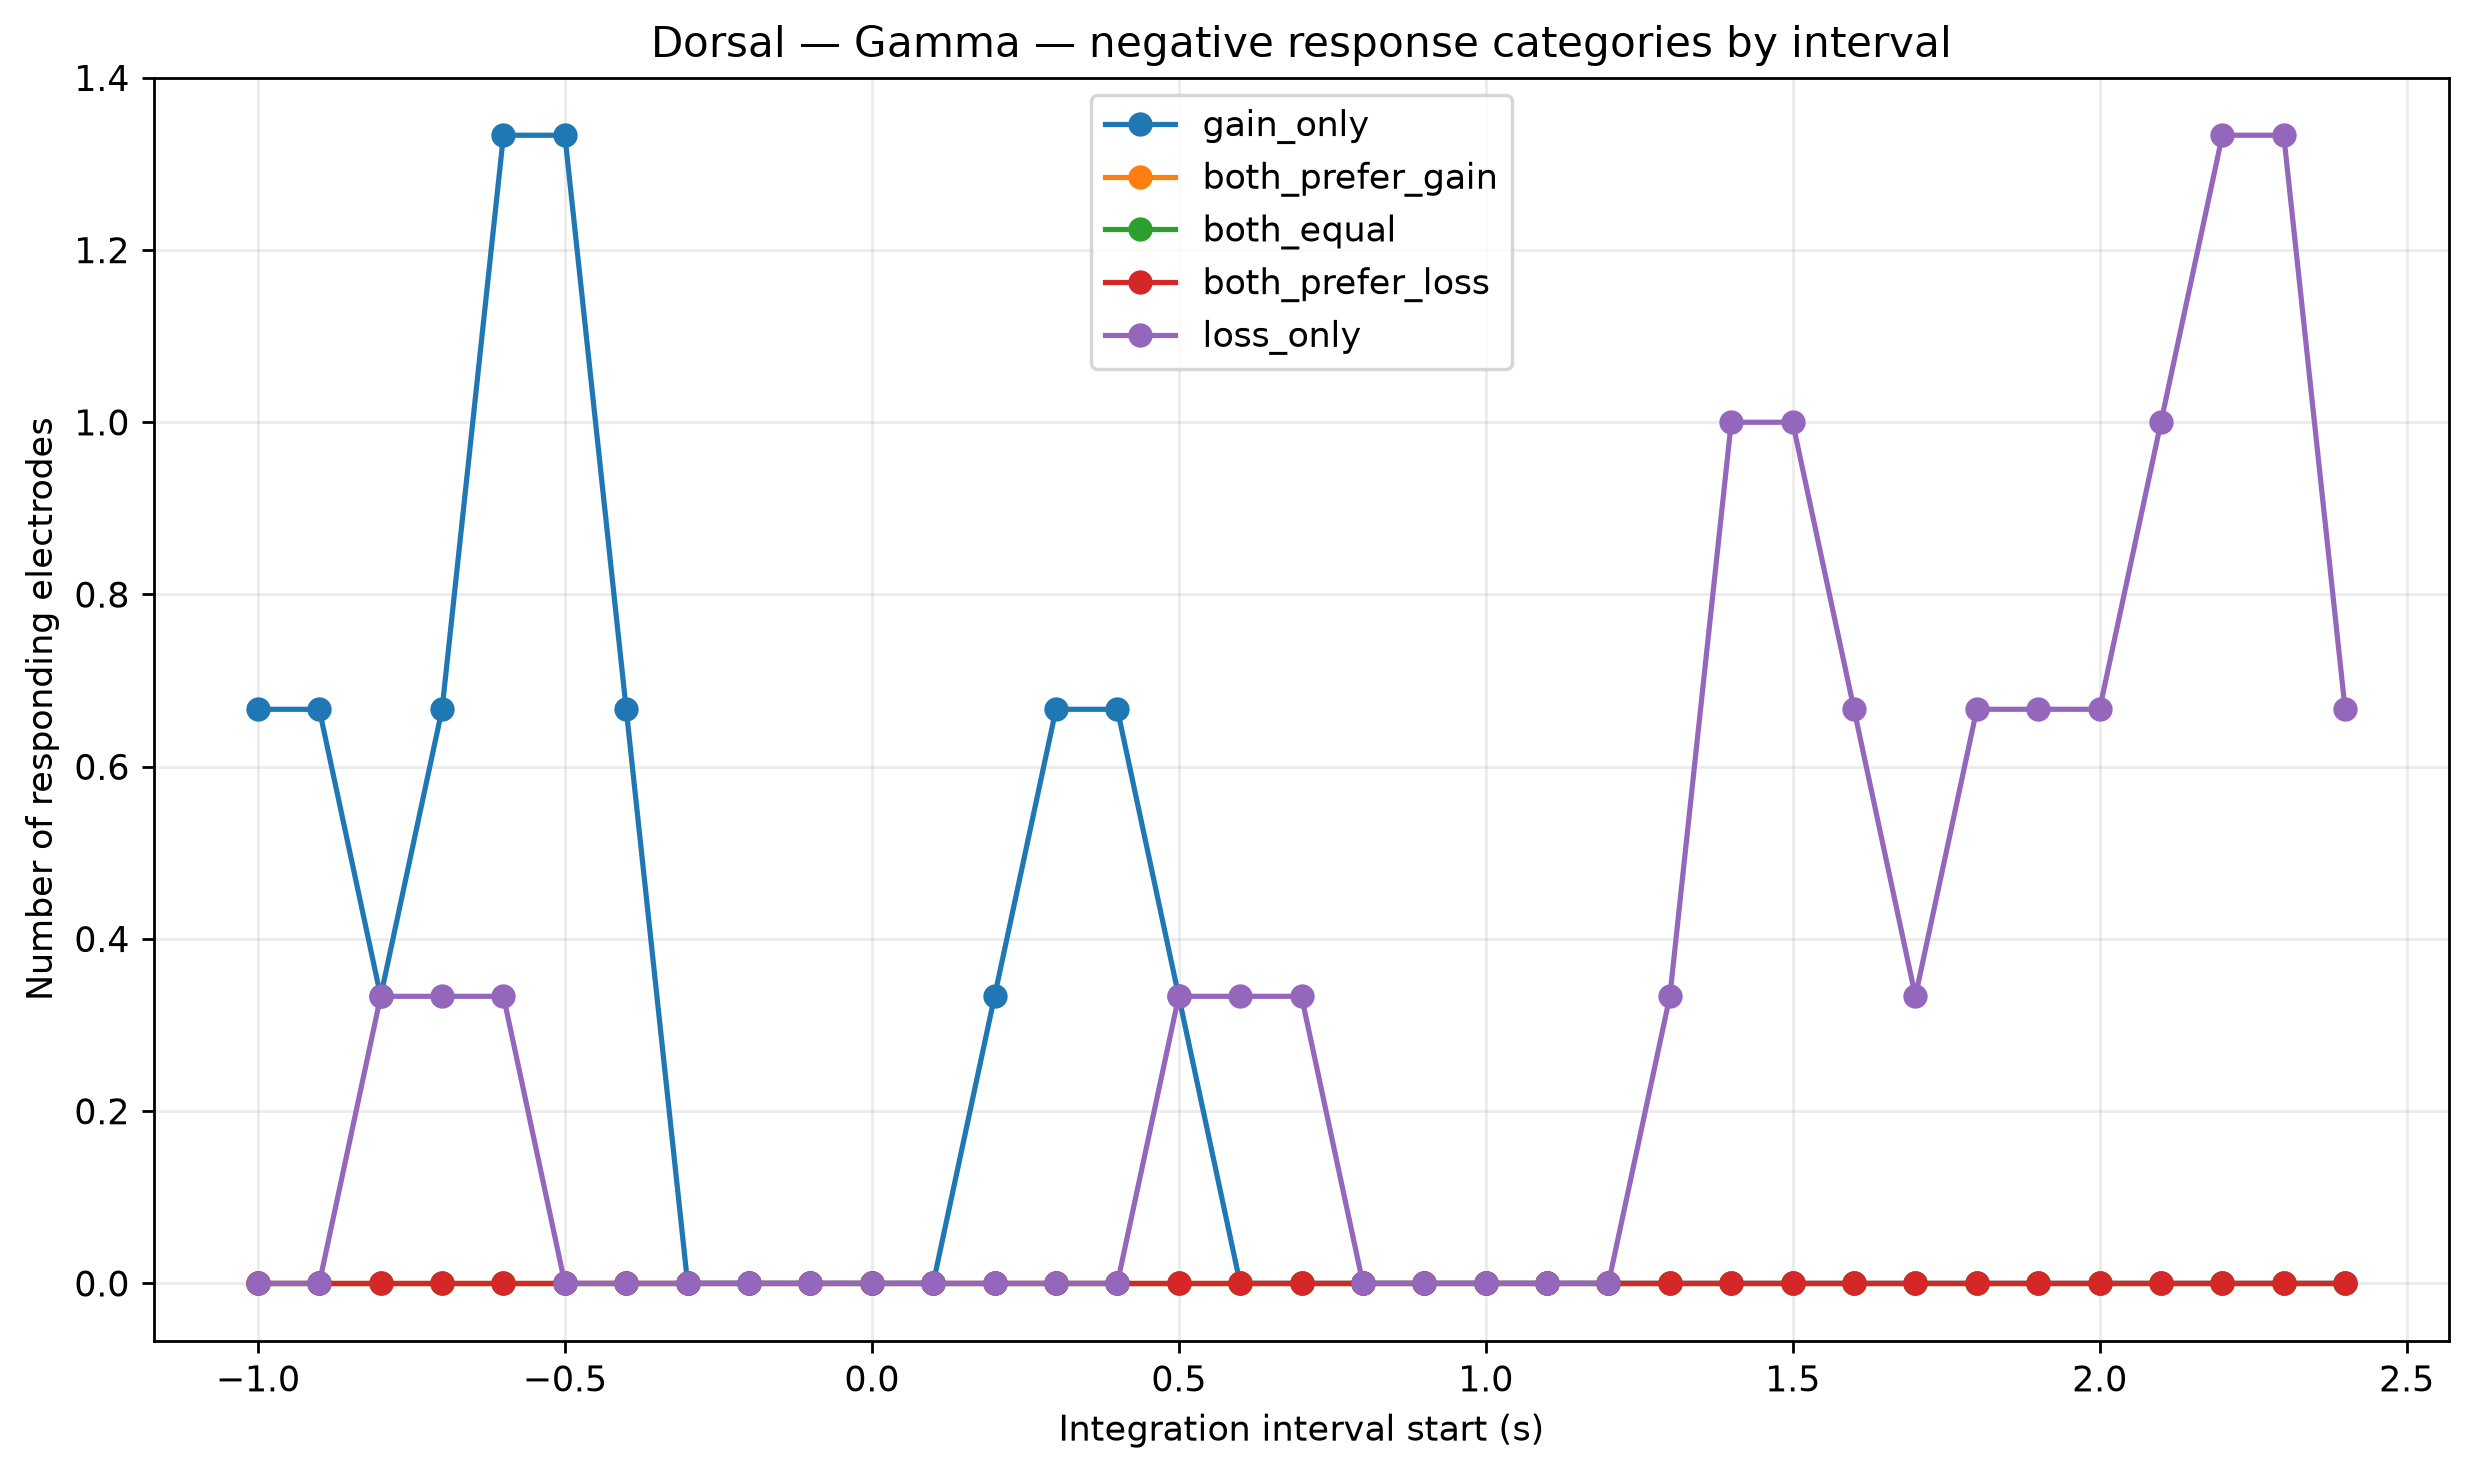 Dorsal — Gamma — negative response categories by interval
1.4
1.2
1.0
0.8
0.6
0.4
0.2
0.0
Number of responding electrodes
gain_only
both_prefer_gain
both_equal
both_prefer_loss
loss_only
−1.0 −0.5 0.0 0.5 1.0 1.5 2.0 2.5
Integration interval start (s)